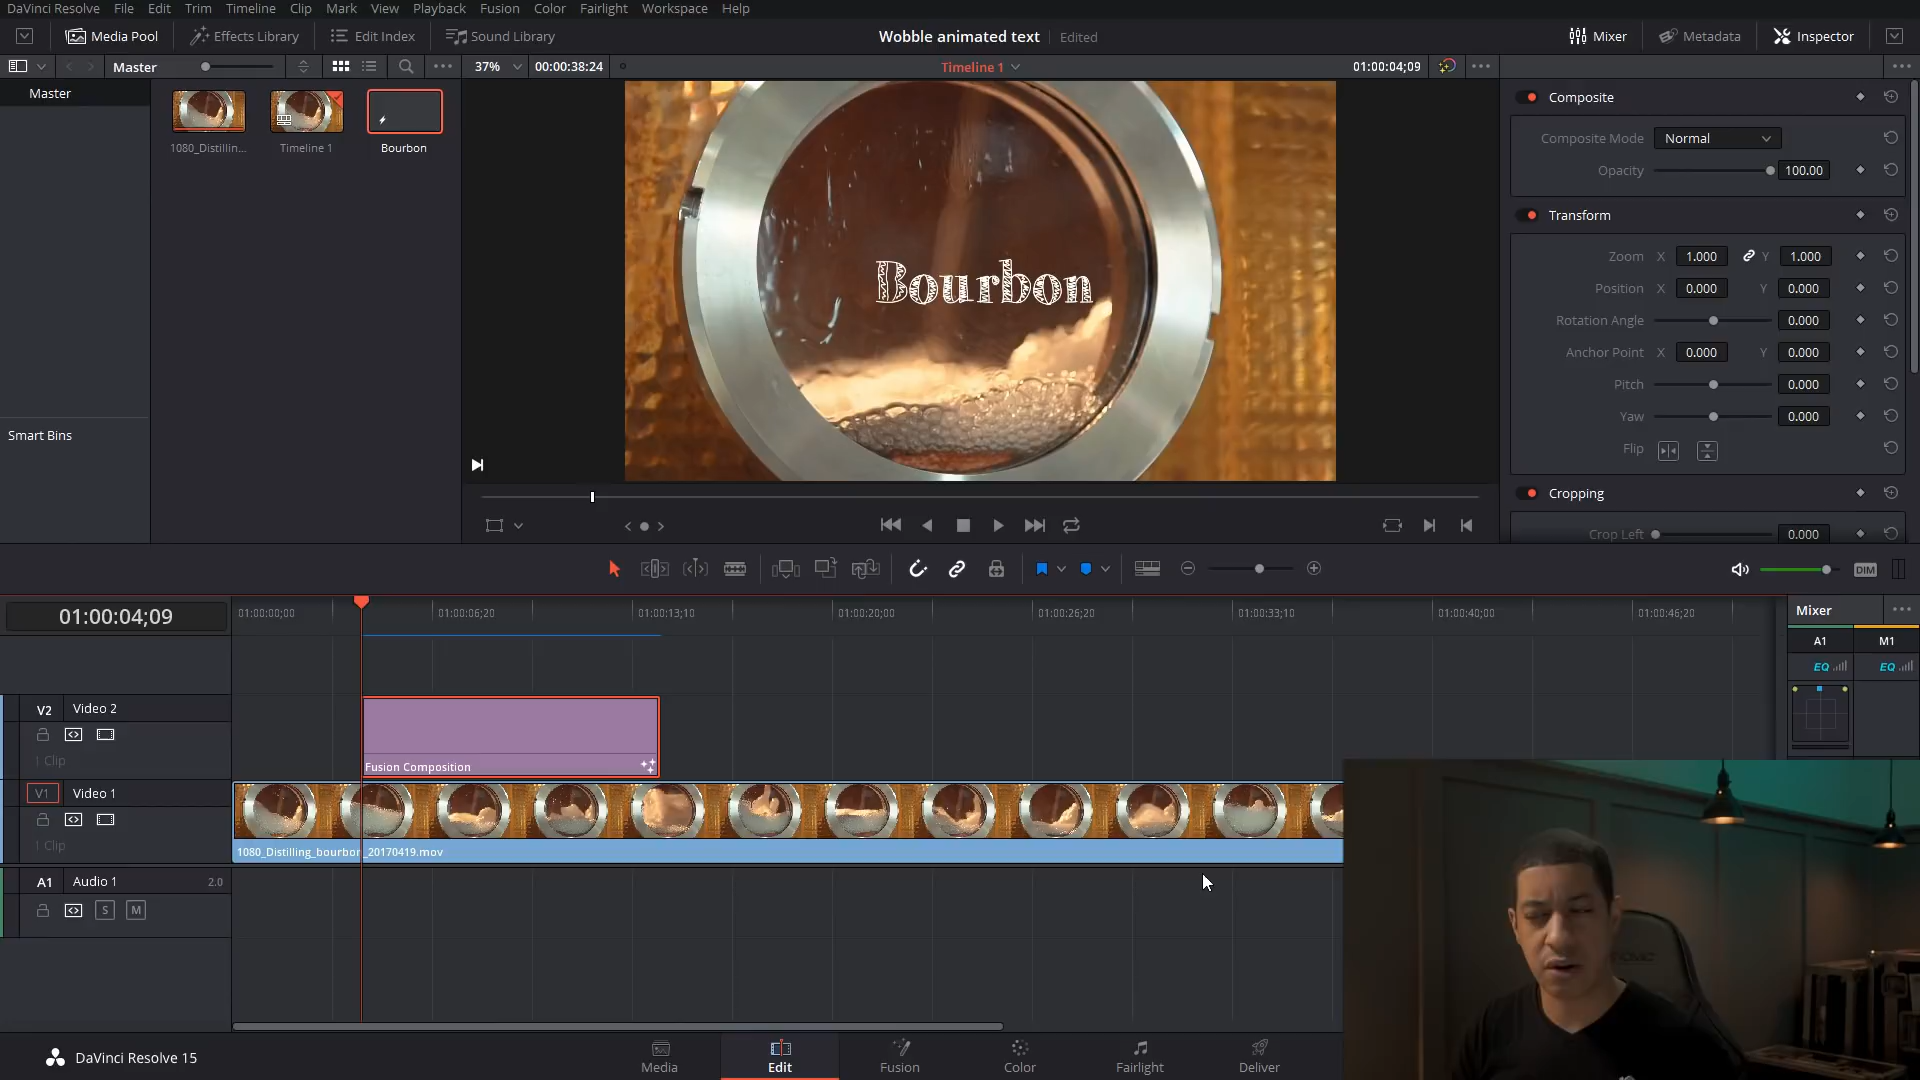 DaVinci Resolve File Edit Trim Timeline Clip Mark View Playback Fusion Color Fairlight Workspace Help
Media Pool Effects Library Edit Index Sound Library Wobble animated text Edited Mixer Metadata Inspector
Master 37% 00:00:38:24 Timeline 1 01:00:04;09
Master
1080_Distillin... Timeline 1 Bourbon
Smart Bins
Bourbon
Composite
Composite Mode Normal
Opacity 100.00
Transform
Zoom X 1.000 Y 1.000
Position X 0.000 Y 0.000
Rotation Angle 0.000
Anchor Point X 0.000 Y 0.000
Pitch 0.000
Yaw 0.000
Flip
Cropping
Crop Left 0.000
DIM
01:00:04;09 01:00:00;00 01:00:06;20 01:00:13;10 01:00:20;00 01:00:26;20 01:00:33;10 01:00:40;00 01:00:46;20
Mixer
A1 M1
EQ EQ
V2 Video 2
1 Clip
Fusion Composition
V1 Video 1
1 Clip
1080_Distilling_bourbon_20170419.mov
A1 Audio 1 2.0
S M
DaVinci Resolve 15 Media Edit Fusion Color Fairlight Deliver